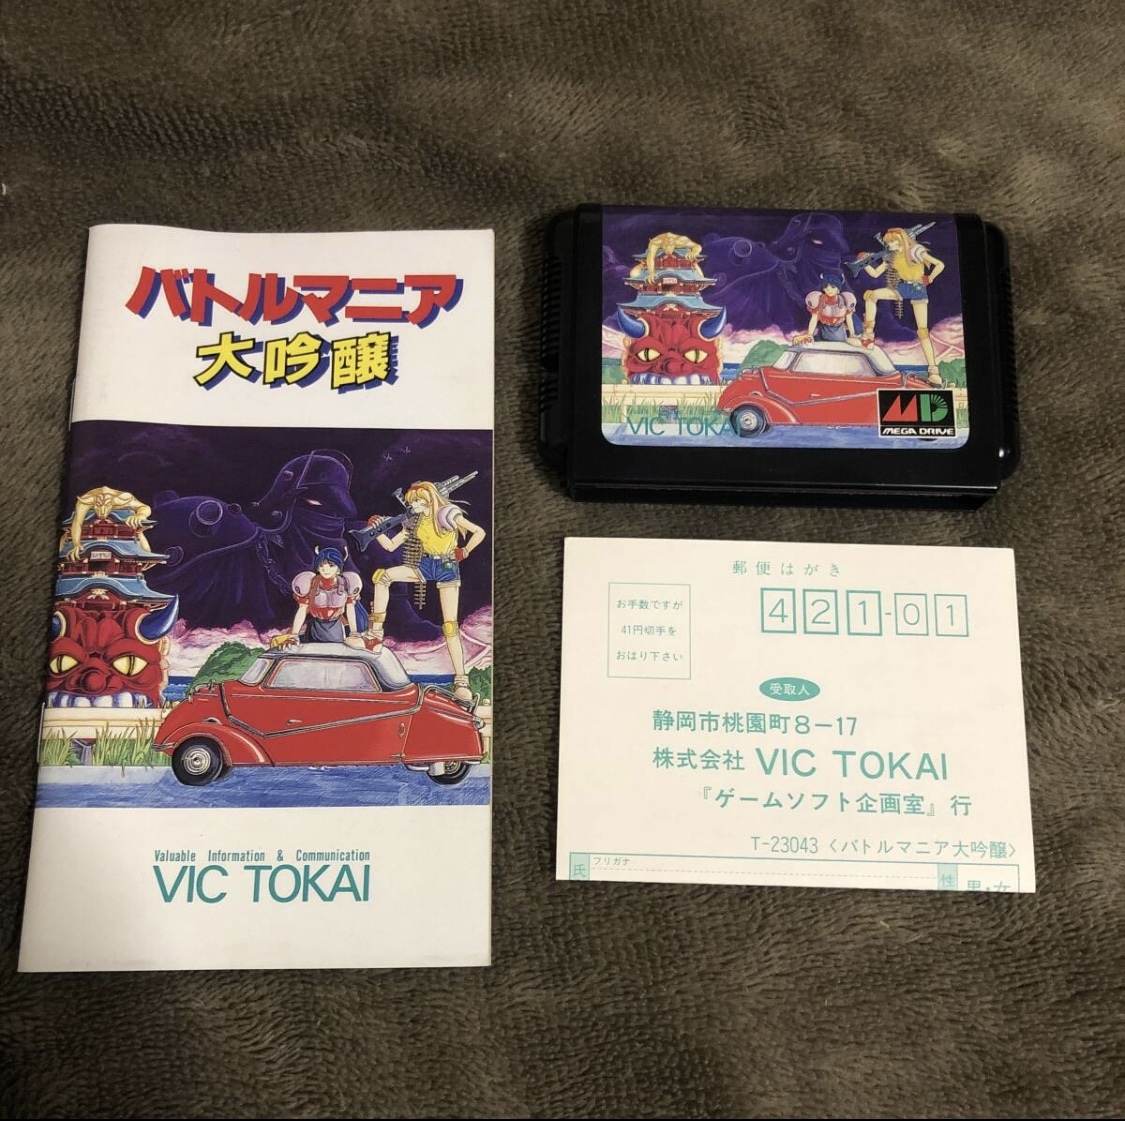 バトルマニア
大吟醸
Valuable Information & Communication
VIC TOKAI
VIC TOKAI
MD
MEGA DRIVE
郵便はがき
お手数ですが
41円切手を
おはり下さい
421-01
受取人
静岡市桃園町8-17
株式会社 VIC TOKAI
『ゲームソフト企画室』行
T-23043〈バトルマニア大吟醸〉
氏
フリガナ
性
男・女